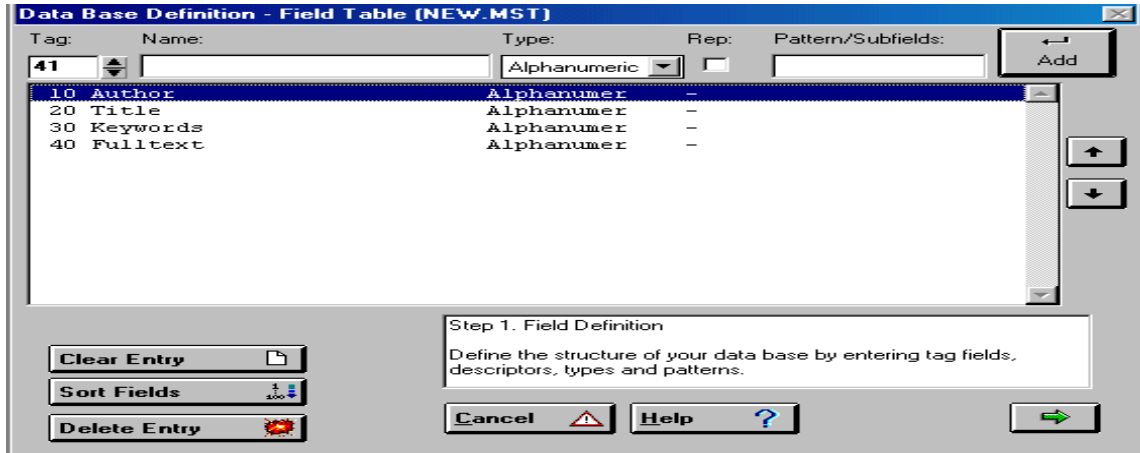 Data Base Definition - Field Table (NEW.MST)
Tag: Name: Type: Rep: Pattern/Subfields:
41 Alphanumeric Add
10 Author Alphanumer -
20 Title Alphanumer -
30 Keywords Alphanumer -
40 Fulltext Alphanumer -
Step 1. Field Definition
Define the structure of your data base by entering tag fields,
descriptors, types and patterns.
Clear Entry
Sort Fields
Delete Entry
Cancel Help ?